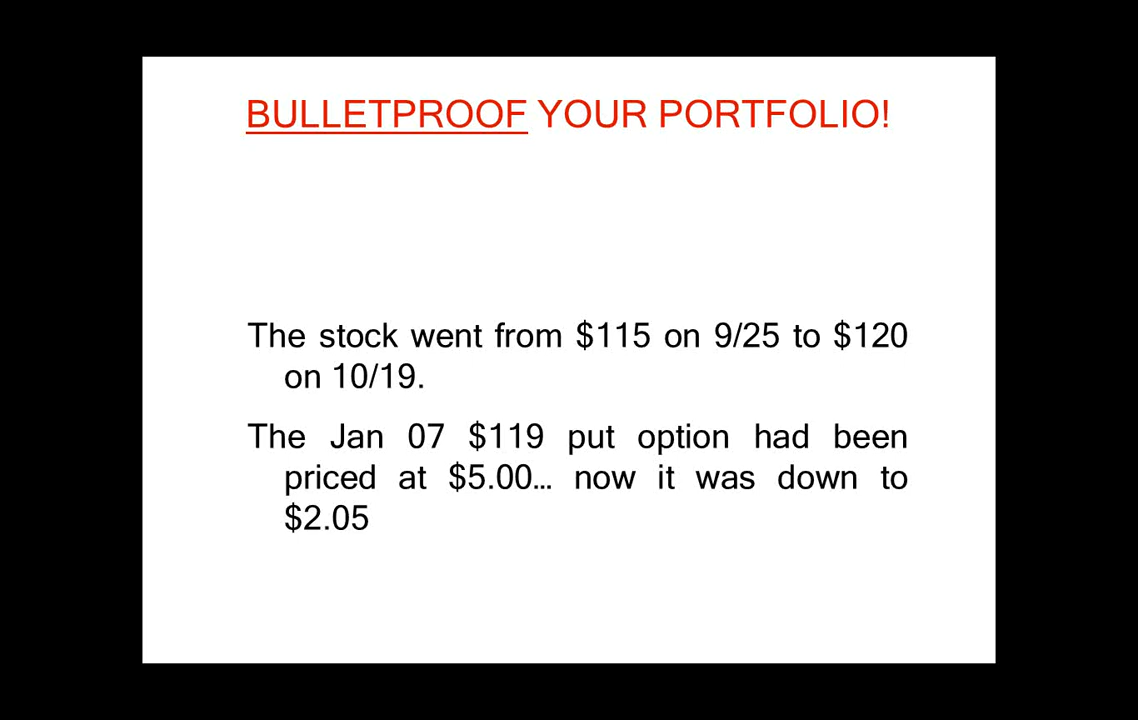 BULLETPROOF YOUR PORTFOLIO!
The stock went from $115 on 9/25 to $120
on 10/19.
The Jan 07 $119 put option had been
priced at $5.00… now it was down to
$2.05